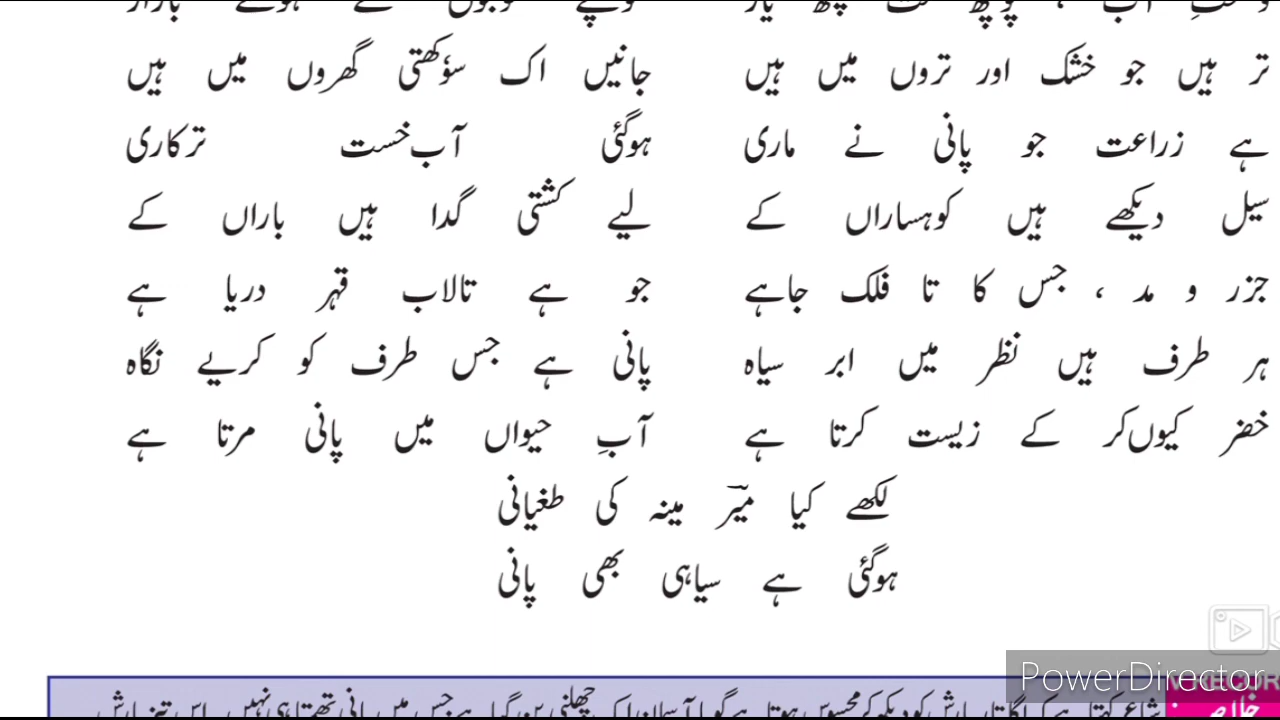 تر ہیں جو خشک اور تروں میں ہیں جانیں اک سؤکھتی گھروں میں ہیں
ہے زراعت جو پانی نے ماری ہوگئی آب خست ترکاری
سیل دیکھے ہیں کوہساراں کے لیے کشتی گدا ہیں باراں کے
جزر و مد ، جس کا تا فلک جاہے جو ہے تالاب قہر دریا ہے
ہر طرف ہیں نظر میں ابر سیاہ پانی ہے جس طرف کو کریے نگاہ
خضر کیوں کر کے زیست کرتا ہے آبِ حیواں میں پانی مرتا ہے
لکھے کیا میرؔ مینہ کی طغیانی
ہوگئی ہے سیاہی بھی پانی
PowerDirector